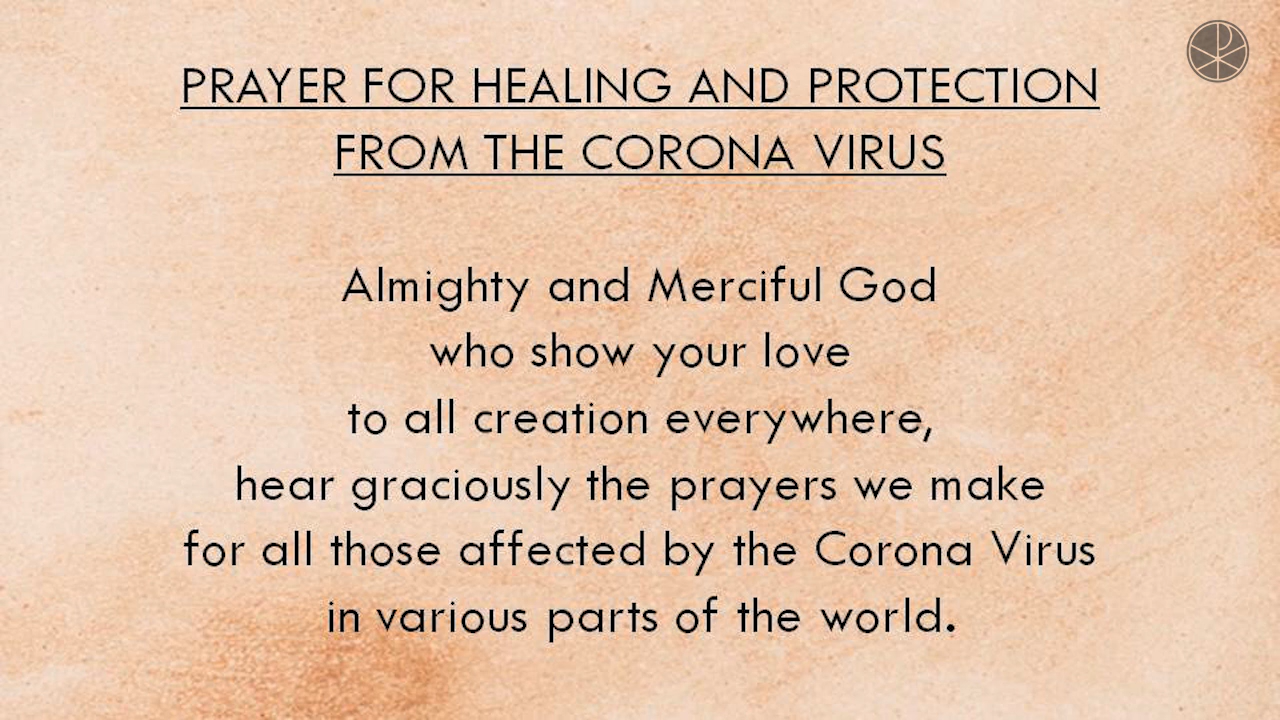 PRAYER FOR HEALING AND PROTECTION
FROM THE CORONA VIRUS
Almighty and Merciful God
who show your love
to all creation everywhere,
hear graciously the prayers we make
for all those affected by the Corona Virus
in various parts of the world.